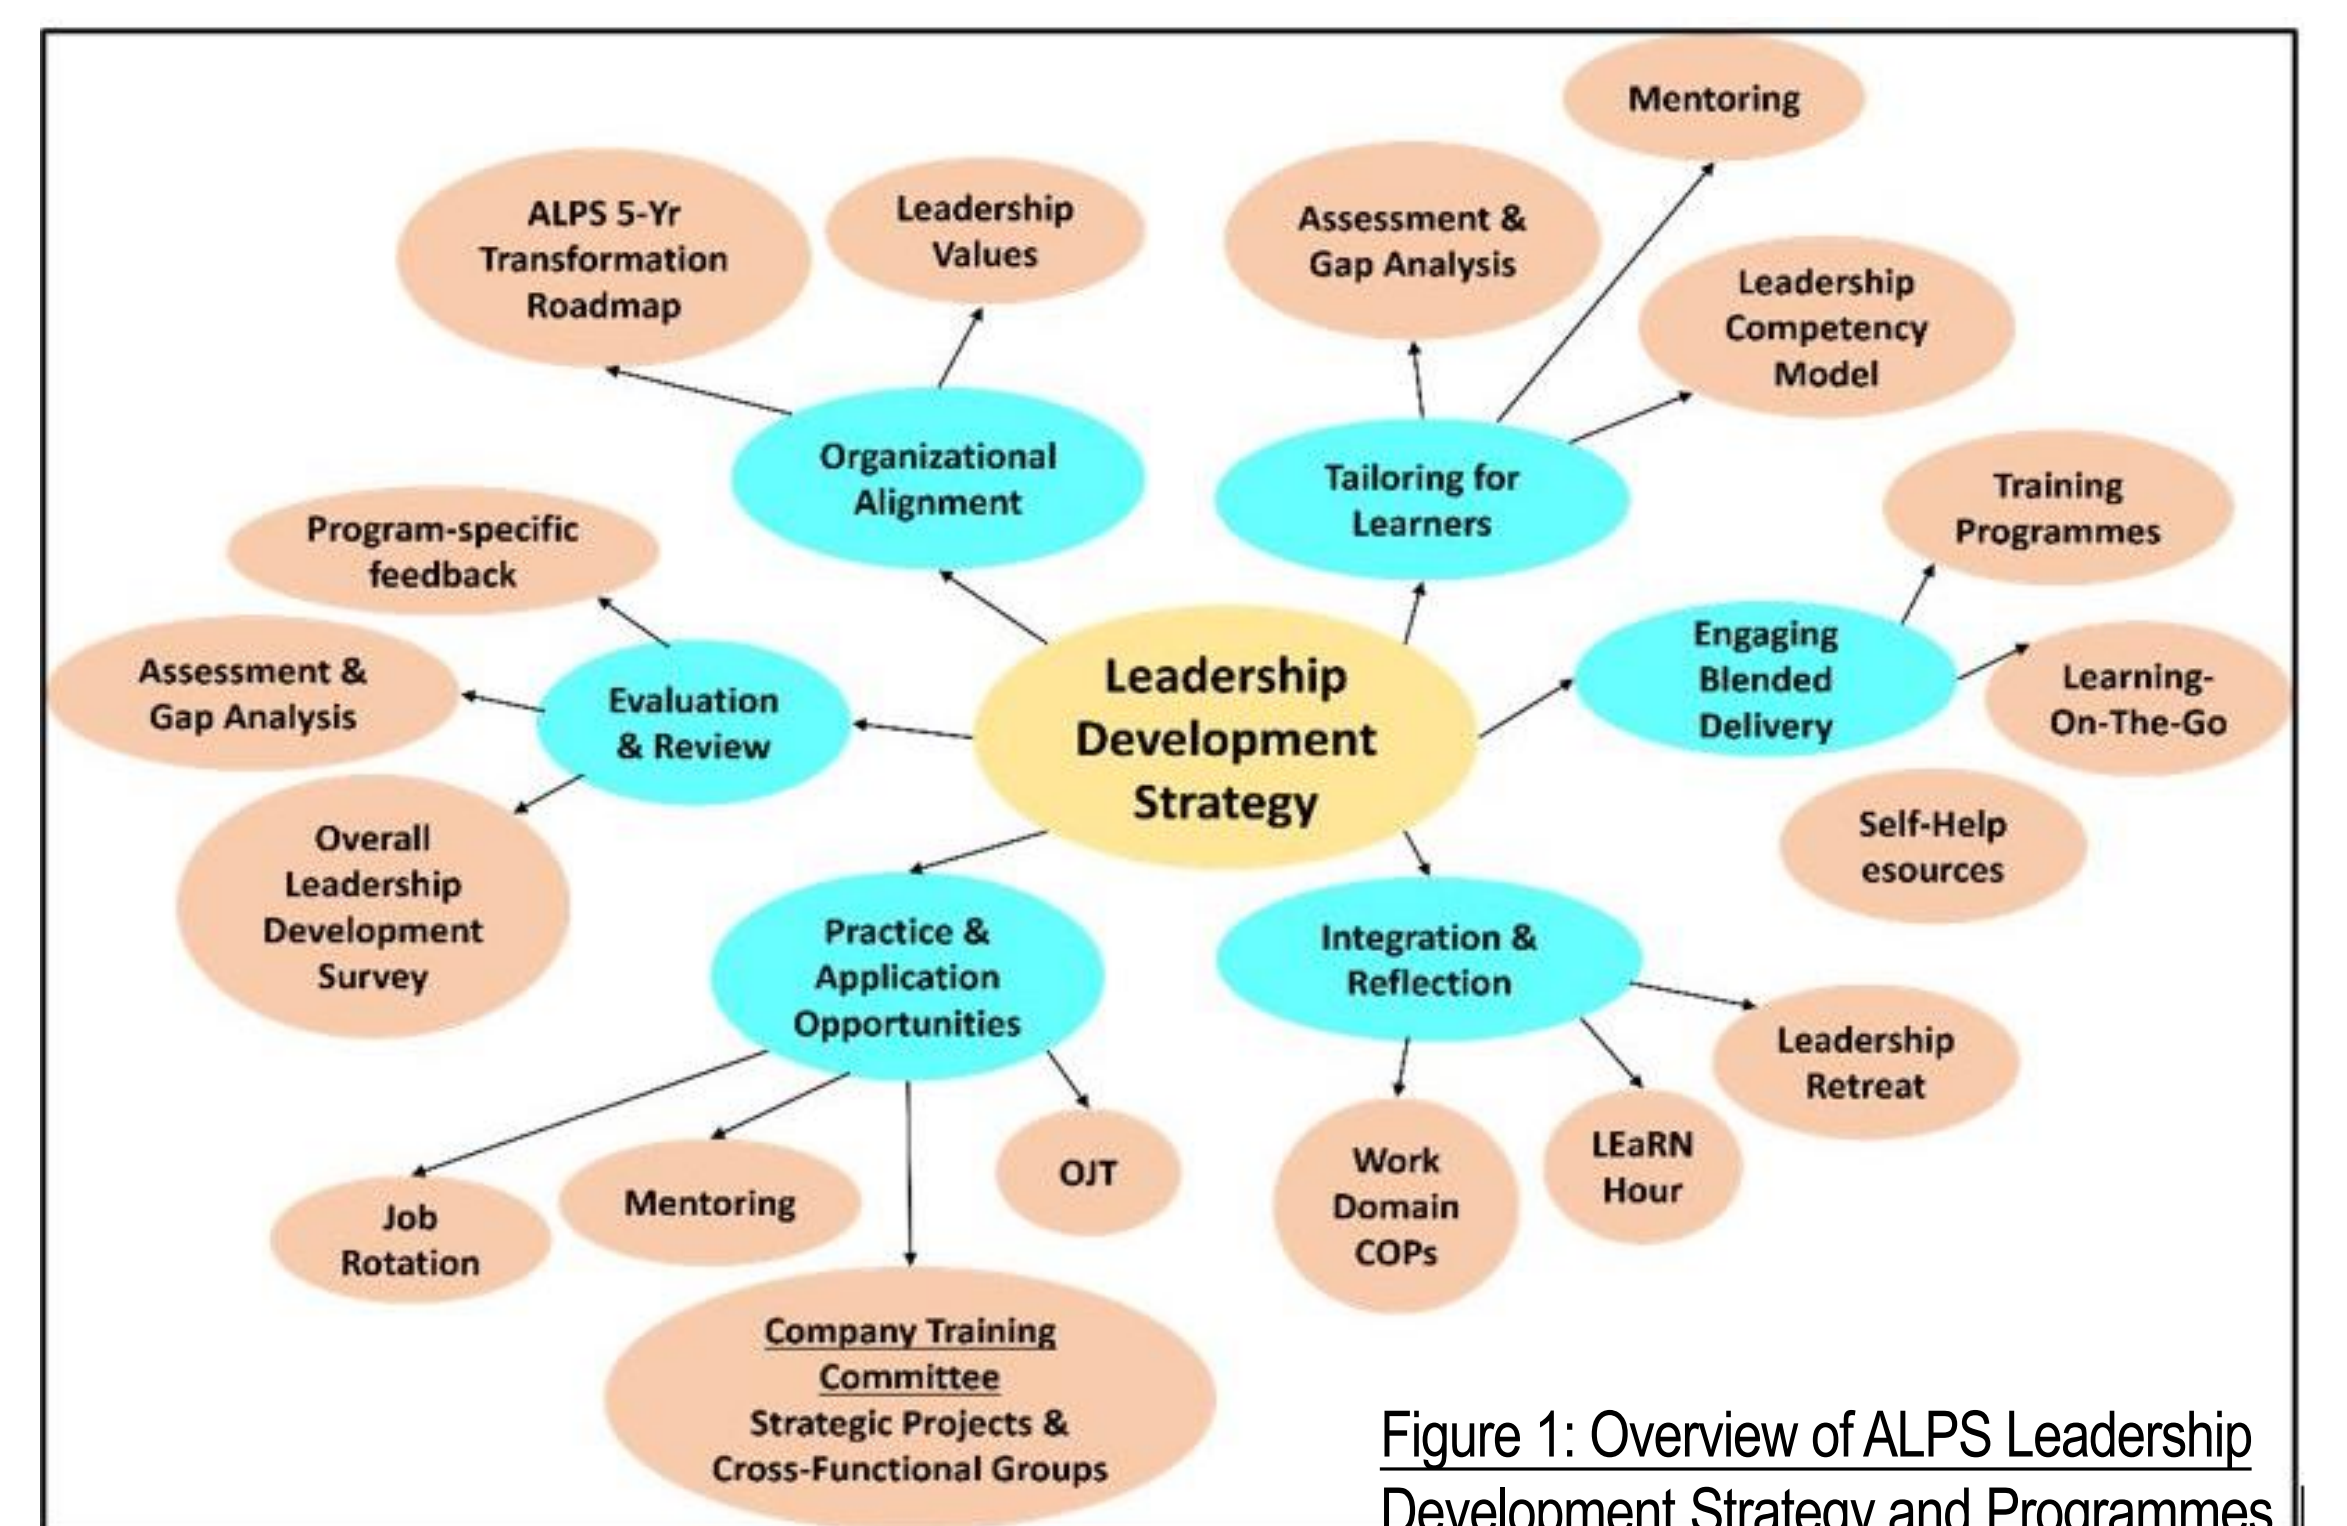 Mentoring
ALPS 5-Yr
Transformation
Roadmap
Leadership
Values
Assessment &
Gap Analysis
Leadership
Competency
Model
Organizational
Alignment
Tailoring for
Learners
Training
Programmes
Program-specific
feedback
Engaging
Blended
Delivery
Learning-
On-The-Go
Assessment &
Gap Analysis
Evaluation
& Review
Leadership
Development
Strategy
Self-Help
esources
Overall
Leadership
Development
Survey
Practice &
Application
Opportunities
Integration &
Reflection
Leadership
Retreat
Job
Rotation
Mentoring
OJT
Work
Domain
COPs
LEaRN
Hour
Company Training
Committee
Strategic Projects &
Cross-Functional Groups
Figure 1: Overview of ALPS Leadership
Development Strategy and Programmes